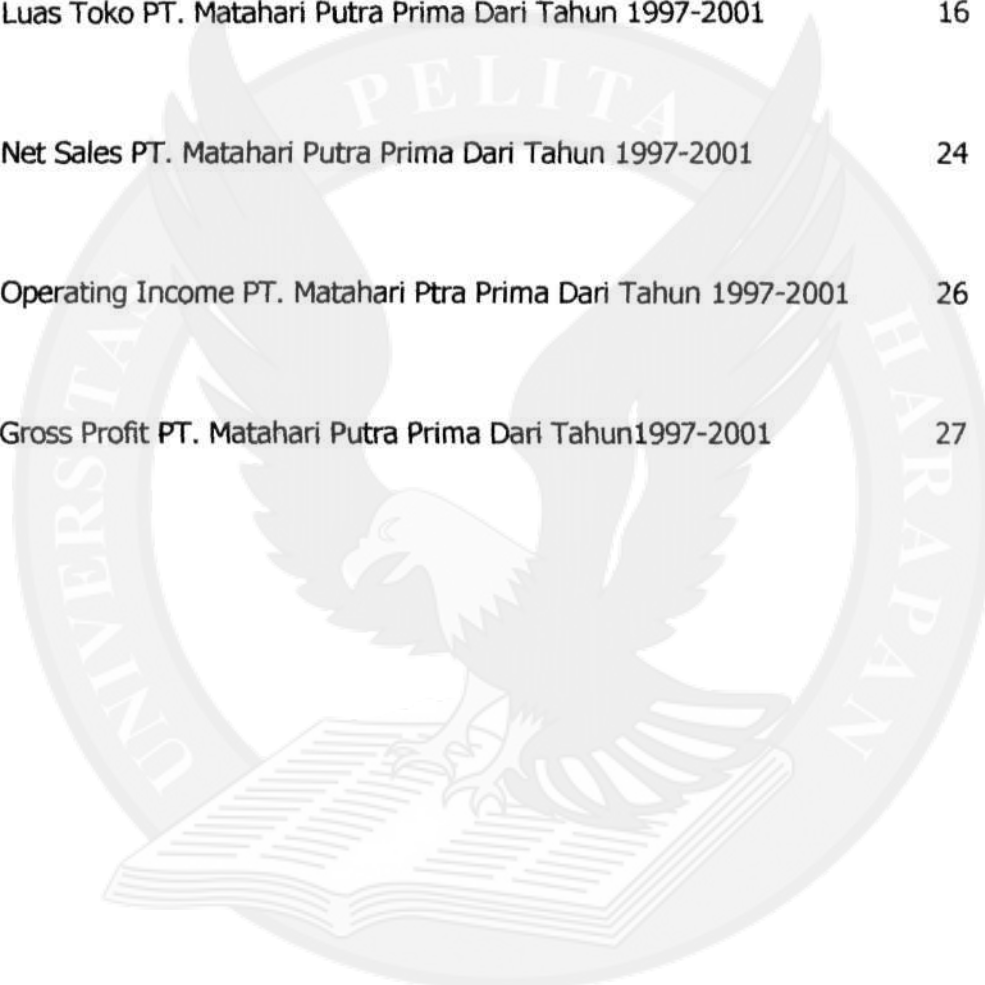 Luas Toko PT. Matahari Putra Prima Dari Tahun 1997-2001 16
Net Sales PT. Matahari Putra Prima Dari Tahun 1997-2001 24
Operating Income PT. Matahari Ptra Prima Dari Tahun 1997-2001 26
Gross Profit PT. Matahari Putra Prima Dari Tahun1997-2001 27
UNIVERSTAS PELITA HARAPAN